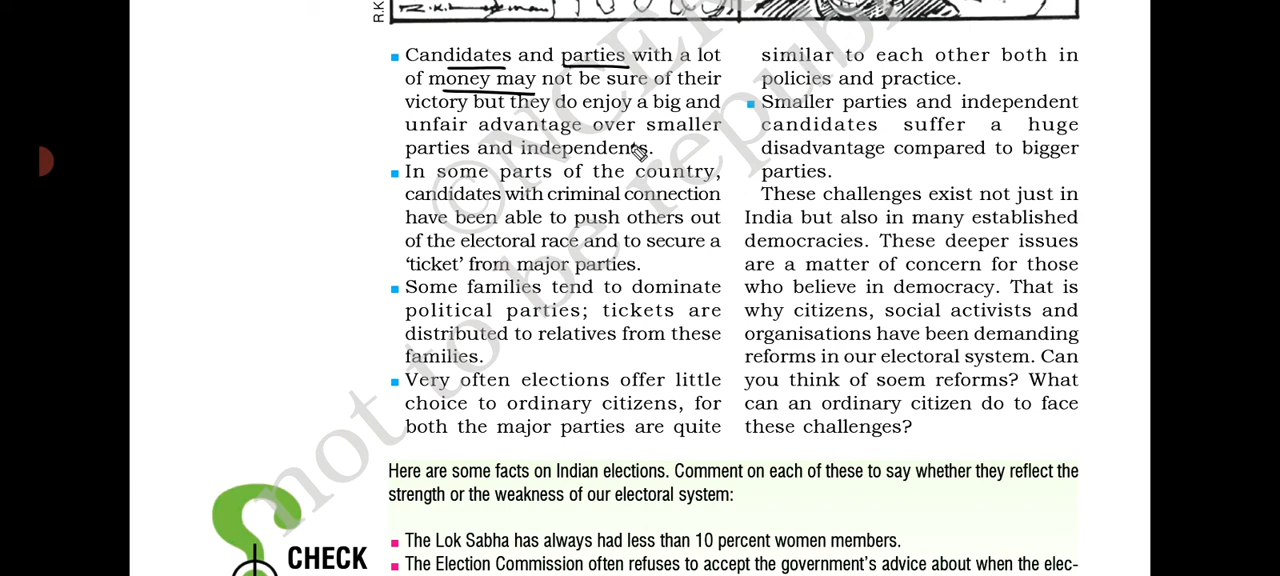 Candidates and parties with a lot
of money may not be sure of their
victory but they do enjoy a big and
unfair advantage over smaller
parties and independents.
In some parts of the country,
candidates with criminal connection
have been able to push others out
of the electoral race and to secure a
‘ticket’ from major parties.
Some families tend to dominate
political parties; tickets are
distributed to relatives from these
families.
Very often elections offer little
choice to ordinary citizens, for
both the major parties are quite
similar to each other both in
policies and practice.
Smaller parties and independent
candidates suffer a huge
disadvantage compared to bigger
parties.
These challenges exist not just in
India but also in many established
democracies. These deeper issues
are a matter of concern for those
who believe in democracy. That is
why citizens, social activists and
organisations have been demanding
reforms in our electoral system. Can
you think of soem reforms? What
can an ordinary citizen do to face
these challenges?
Here are some facts on Indian elections. Comment on each of these to say whether they reflect the
strength or the weakness of our electoral system:
CHECK
The Lok Sabha has always had less than 10 percent women members.
The Election Commission often refuses to accept the government’s advice about when the elec-
©NCER
not to be republ
R.K